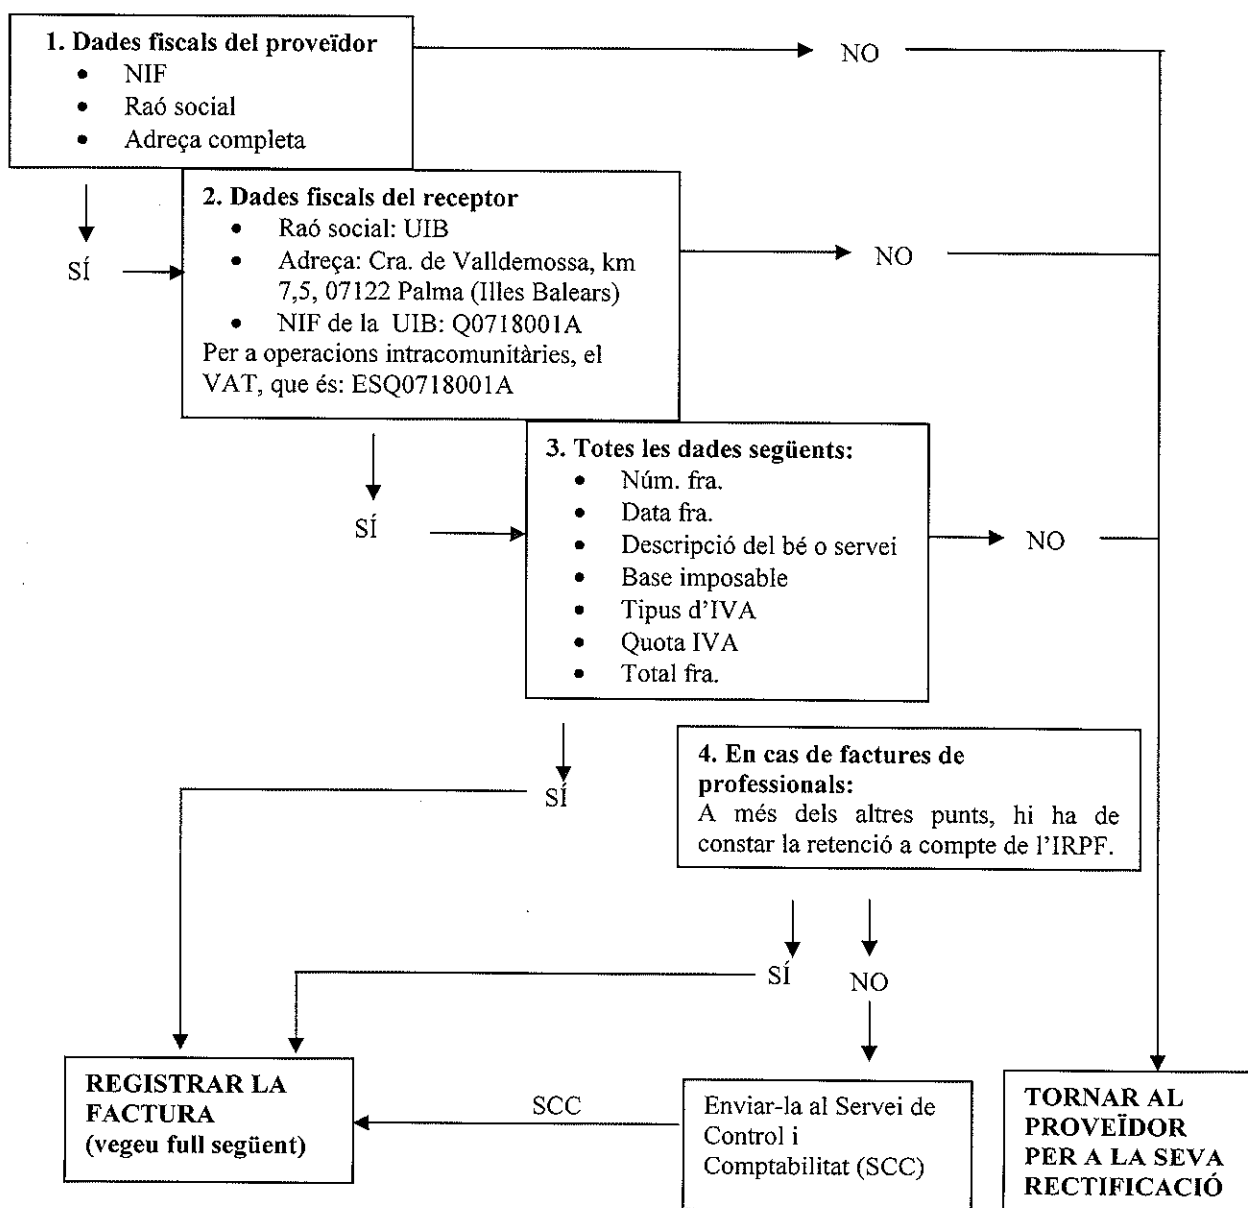 1. Dades fiscals del proveïdor
• NIF
• Raó social
• Adreça completa
NO
SÍ
2. Dades fiscals del receptor
• Raó social: UIB
• Adreça: Cra. de Valldemossa, km
7,5, 07122 Palma (Illes Balears)
• NIF de la UIB: Q0718001A
Per a operacions intracomunitàries, el
VAT, que és: ESQ0718001A
NO
SÍ
3. Totes les dades següents:
• Núm. fra.
• Data fra.
• Descripció del bé o servei
• Base imposable
• Tipus d'IVA
• Quota IVA
• Total fra.
NO
SÍ
4. En cas de factures de
professionals:
A més dels altres punts, hi ha de
constar la retenció a compte de l'IRPF.
SÍ
NO
REGISTRAR LA
FACTURA
(vegeu full següent)
SCC
Enviar-la al Servei de
Control i
Comptabilitat (SCC)
TORNAR AL
PROVEÏDOR
PER A LA SEVA
RECTIFICACIÓ